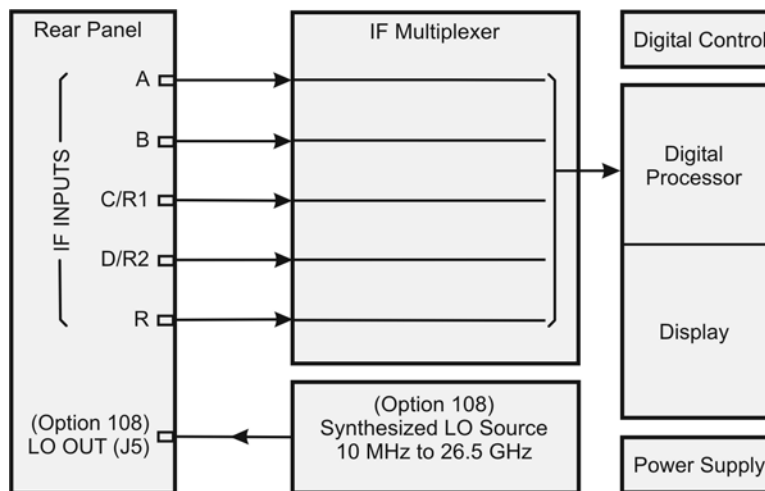 Rear Panel
IF INPUTS
A
B
C/R1
D/R2
R
(Option 108)
LO OUT (J5)
IF Multiplexer
(Option 108)
Synthesized LO Source
10 MHz to 26.5 GHz
Digital Control
Digital
Processor
Display
Power Supply